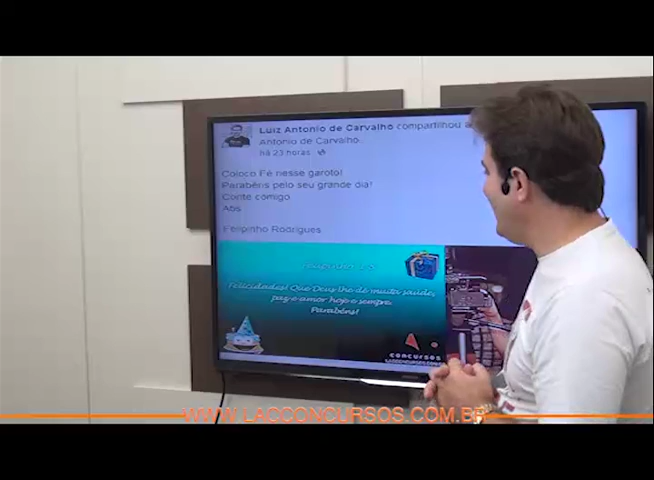 Luiz Antonio de Carvalho compartilhou a
Antonio de Carvalho
há 23 horas
Coloco Fé nesse garoto!
Parabéns pelo seu grande dia!
Conte comigo
Abs
Felipinho Rodrigues
Felicidades! Que Deus lhe dê muita saúde,
paz e amor hoje e sempre.
Parabéns!
concursos
WWW.LACCONCURSOS.COM.BR